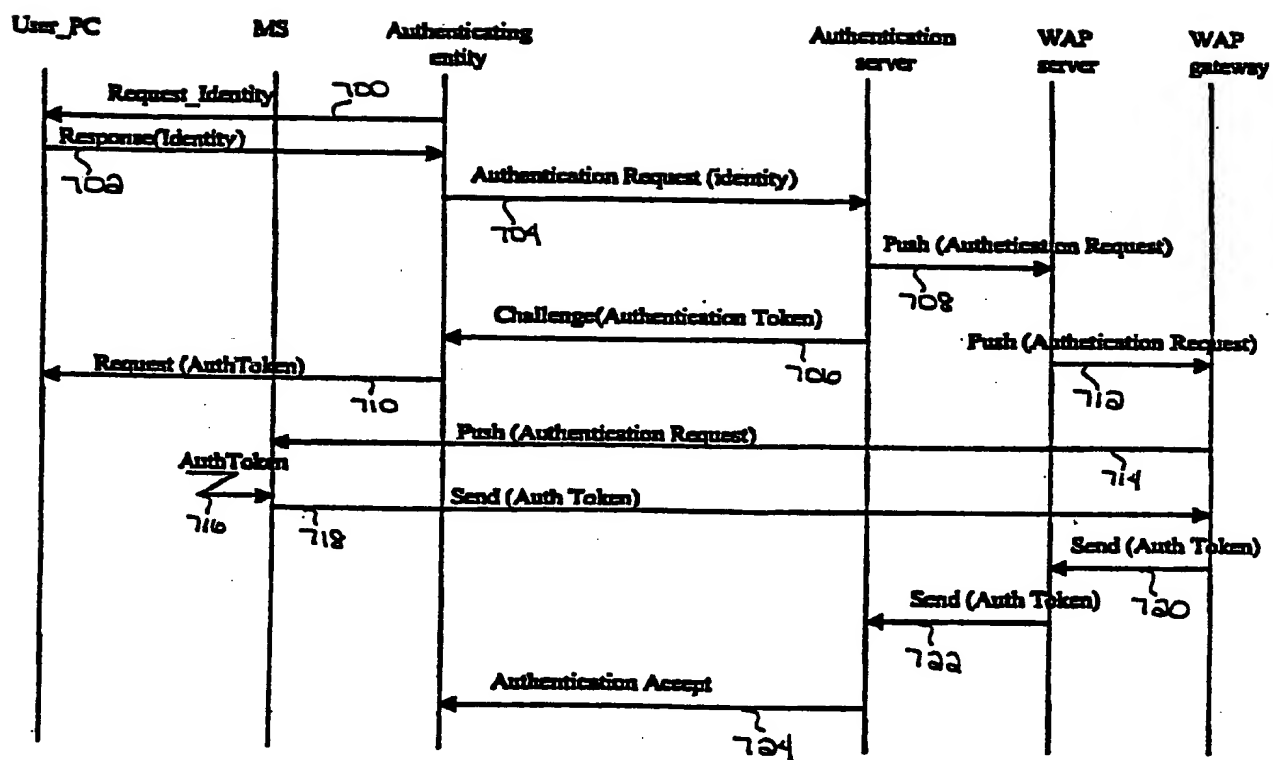 User_PC
MS
Authenticating
entity
Authentication
server
WAP
server
WAP
gateway
Request_Identity
700
Response(Identity)
702
Authentication Request (identity)
704
Push (Authetication Request)
708
Challenge(Authentication Token)
706
Push (Authetication Request)
712
Request (AuthToken)
710
Push (Authentication Request)
714
AuthToken
716
Send (Auth Token)
718
Send (Auth Token)
720
Send (Auth Token)
722
Authentication Accept
724